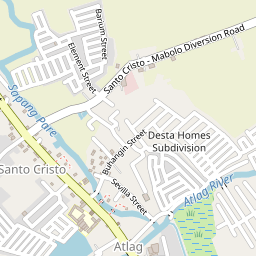 Barium Street
Element Street
Santo Cristo - Mabolo Diversion Road
Sapang Pare
Buhangin Street
Desta Homes
Subdivision
Santo Cristo
Sevilla Street
Atlag River
Atlag